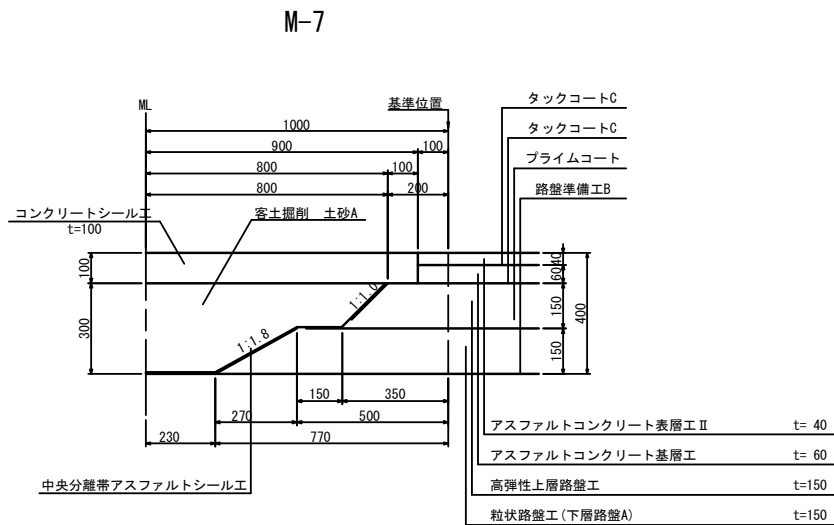 M-7
ML
基準位置
タックコートC
タックコートC
プライムコート
路盤準備工B
1000
900
100
800
100
800
200
コンクリートシール工
t=100
客土掘削 土砂A
100
300
1:1.0
1:1.8
40
60
150
150
400
150
350
270
500
230
770
アスファルトコンクリート表層工Ⅱ t= 40
アスファルトコンクリート基層工 t= 60
高弾性上層路盤工 t=150
粒状路盤工(下層路盤A) t=150
中央分離帯アスファルトシール工